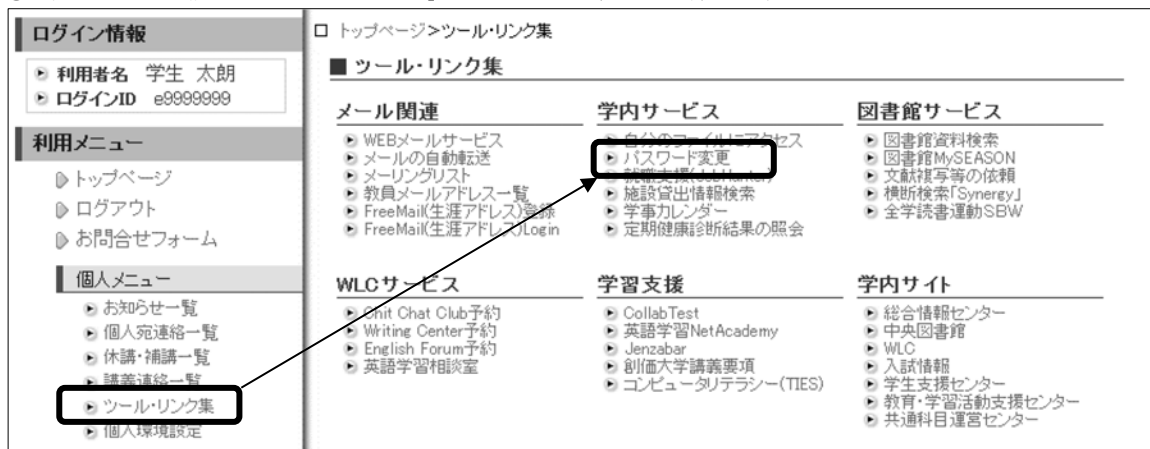 ログイン情報
利用者名 学生 太朗
ログインID e9999999
利用メニュー
トップページ
ログアウト
お問合せフォーム
個人メニュー
お知らせ一覧
個人宛連絡一覧
休講・補講一覧
講義連絡一覧
ツール・リンク集
個人環境設定
トップページ>ツール・リンク集
■ ツール・リンク集
メール関連
WEBメールサービス
メールの自動転送
メーリングリスト
教員メールアドレス一覧
FreeMail(生涯アドレス)登録
FreeMail(生涯アドレス)Login
学内サービス
自分のファイルにアクセス
パスワード変更
就職支援(JobHunter)
施設貸出情報検索
学事カレンダー
定期健康診断結果の照会
図書館サービス
図書館資料検索
図書館MySEASON
文献複写等の依頼
横断検索「Synergy」
全学読書運動SBW
WLCサービス
Chit Chat Club予約
Writing Center予約
English Forum予約
英語学習相談室
学習支援
CollabTest
英語学習NetAcademy
Jenzabar
創価大学講義要項
コンピュータリテラシー(TIES)
学内サイト
総合情報センター
中央図書館
WLC
入試情報
学生支援センター
教育・学習活動支援センター
共通科目運営センター